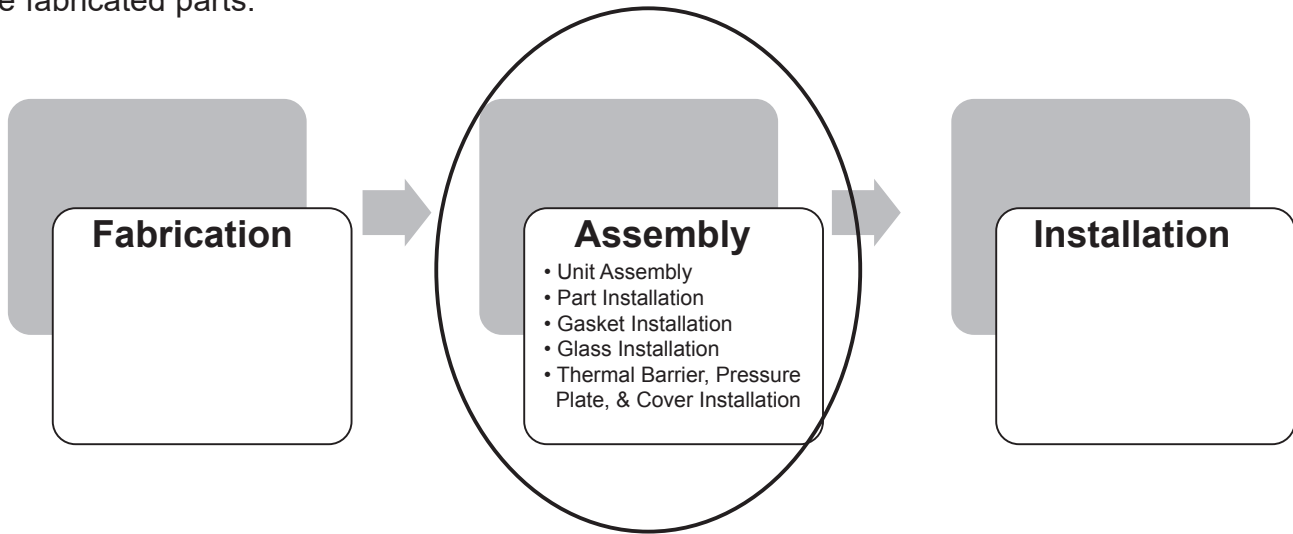 fabricated parts.
Fabrication
Assembly
• Unit Assembly
• Part Installation
• Gasket Installation
• Glass Installation
• Thermal Barrier, Pressure
Plate, & Cover Installation
Installation